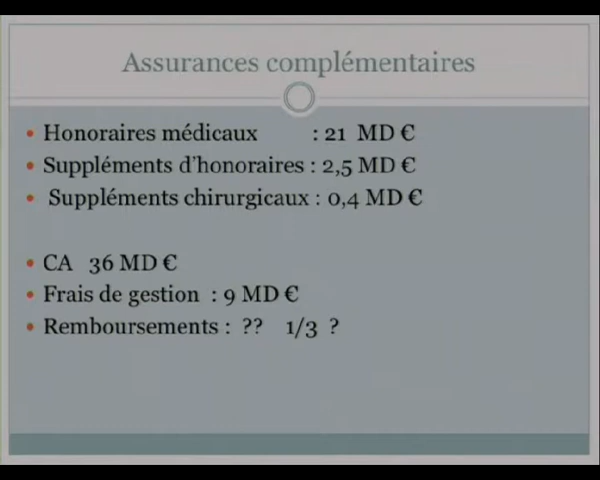 Assurances complémentaires
• Honoraires médicaux : 21 MD €
• Suppléments d'honoraires : 2,5 MD €
• Suppléments chirurgicaux : 0,4 MD €
• CA 36 MD €
• Frais de gestion : 9 MD €
• Remboursements : ?? 1/3 ?